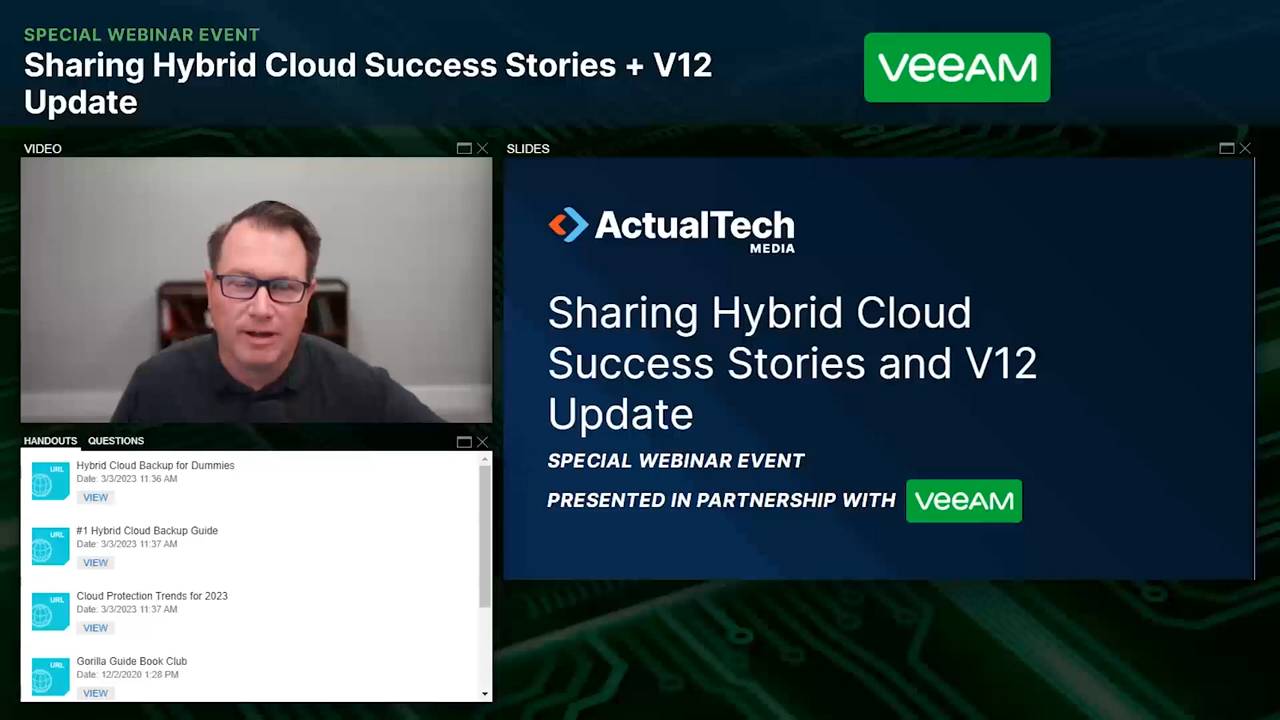 SPECIAL WEBINAR EVENT
Sharing Hybrid Cloud Success Stories + V12
Update
veeAM
VIDEO
SLIDES
ActualTech
MEDIA
Sharing Hybrid Cloud
Success Stories and V12
Update
SPECIAL WEBINAR EVENT
PRESENTED IN PARTNERSHIP WITH veeAM
HANDOUTS QUESTIONS
URL
Hybrid Cloud Backup for Dummies
Date: 3/3/2023 11:36 AM
VIEW
URL
#1 Hybrid Cloud Backup Guide
Date: 3/3/2023 11:37 AM
VIEW
URL
Cloud Protection Trends for 2023
Date: 3/3/2023 11:37 AM
VIEW
URL
Gorilla Guide Book Club
Date: 12/2/2020 1:28 PM
VIEW